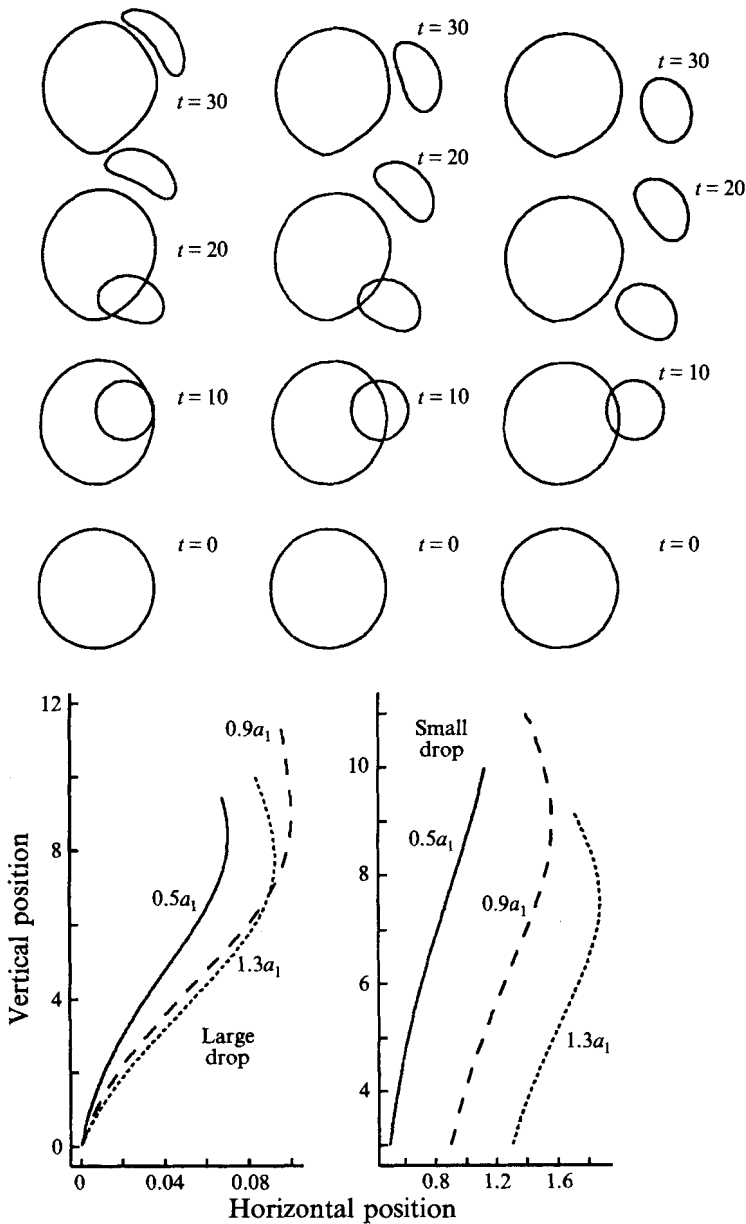 t = 30
t = 30
t = 30
t = 20
t = 20
t = 20
t = 10
t = 10
t = 10
t = 0
t = 0
t = 0
12
8
4
0
Vertical position
0.9a₁
0.5a₁
1.3a₁
Large
drop
0
0.04
0.08
10
8
6
4
Small
drop
0.5a₁
0.9a₁
1.3a₁
0.8
1.2
1.6
Horizontal position